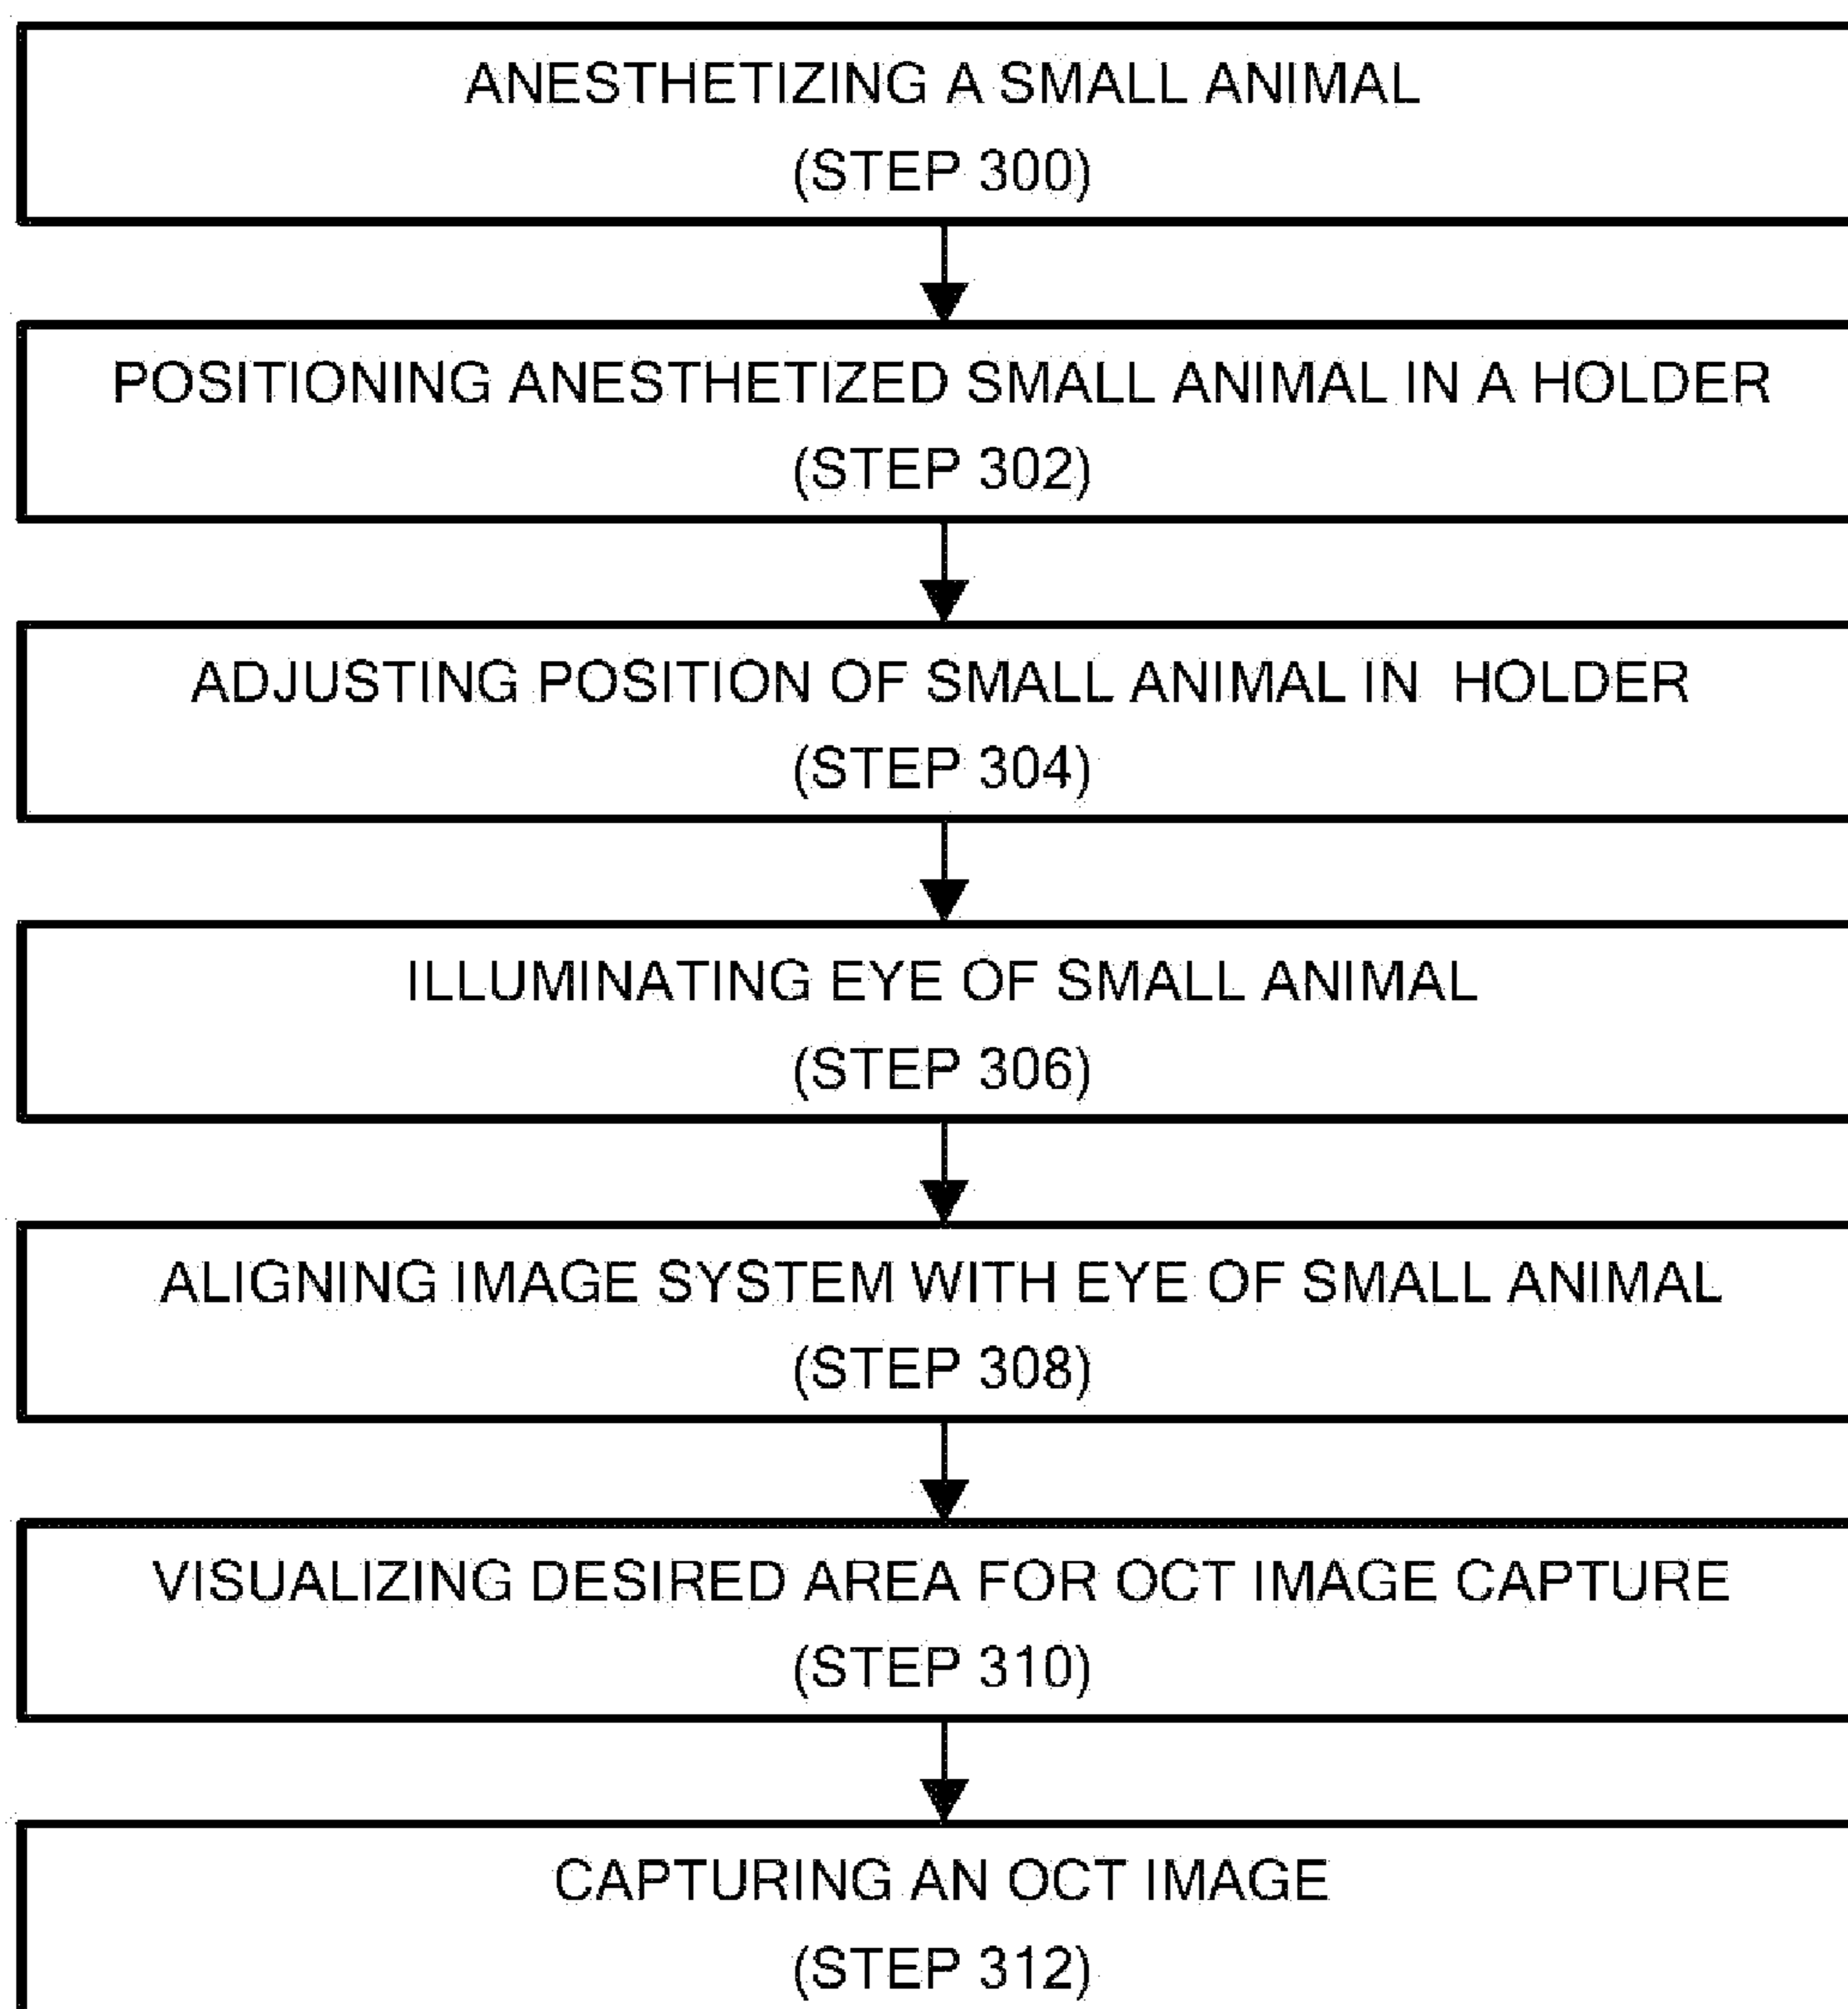 ANESTHETIZING A SMALL ANIMAL
(STEP 300)
POSITIONING ANESTHETIZED SMALL ANIMAL IN A HOLDER
(STEP 302)
ADJUSTING POSITION OF SMALL ANIMAL IN HOLDER
(STEP 304)
ILLUMINATING EYE OF SMALL ANIMAL
(STEP 306)
ALIGNING IMAGE SYSTEM WITH EYE OF SMALL ANIMAL
(STEP 308)
VISUALIZING DESIRED AREA FOR OCT IMAGE CAPTURE
(STEP 310)
CAPTURING AN OCT IMAGE
(STEP 312)